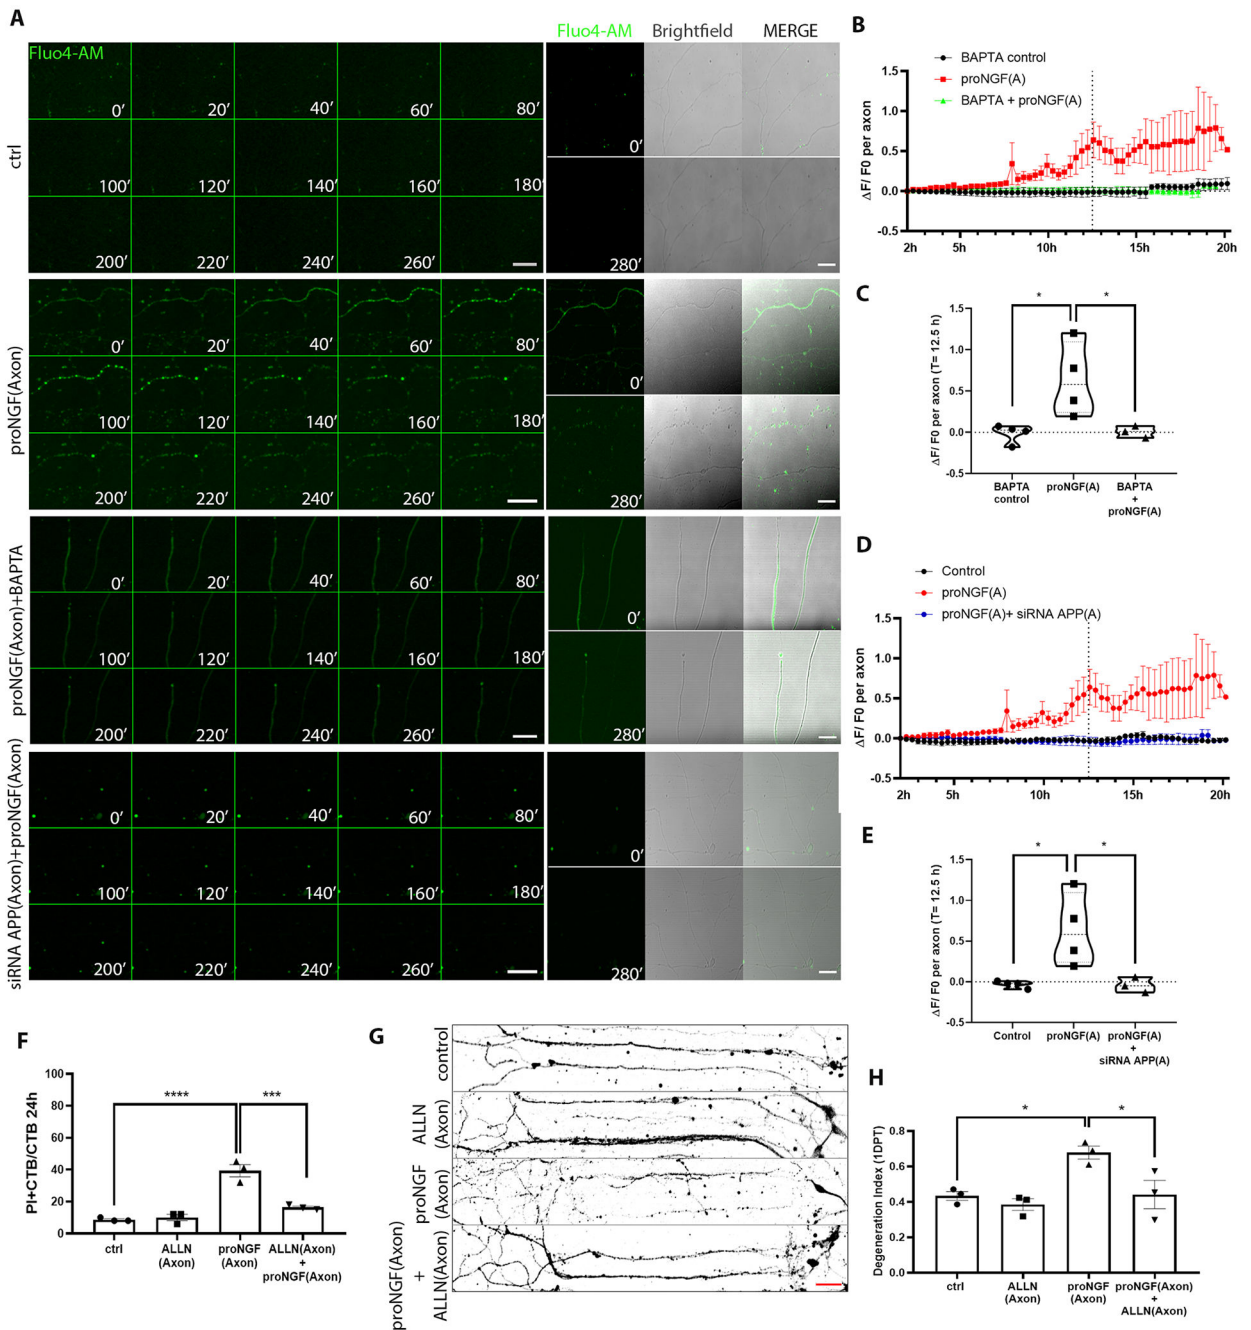 A
Fluo4-AM Brightfield MERGE
Fluo4-AM
ctrl
0′ 20′ 40′ 60′ 80′
100′ 120′ 140′ 160′ 180′
200′ 220′ 240′ 260′
0′
280′
proNGF(Axon)
0′ 20′ 40′ 60′ 80′
100′ 120′ 140′ 160′ 180′
200′ 220′ 240′ 260′
0′
280′
proNGF(Axon)+BAPTA
0′ 20′ 40′ 60′ 80′
100′ 120′ 140′ 160′ 180′
200′ 220′ 240′ 260′
0′
280′
siRNA APP(Axon)+proNGF(Axon)
0′ 20′ 40′ 60′ 80′
100′ 120′ 140′ 160′ 180′
200′ 220′ 240′ 260′
0′
280′
B
BAPTA control
proNGF(A)
BAPTA + proNGF(A)
ΔF/ F0 per axon
1.5
1.0
0.5
0.0
-0.5
2h 5h 10h 15h 20h
C
ΔF/ F0 per axon (T= 12.5 h)
1.5
1.0
0.5
0.0
-0.5
* *
BAPTA control
proNGF(A)
BAPTA + proNGF(A)
D
Control
proNGF(A)
proNGF(A)+ siRNA APP(A)
ΔF/ F0 per axon
1.5
1.0
0.5
0.0
-0.5
2h 5h 10h 15h 20h
E
ΔF/ F0 per axon (T= 12.5 h)
1.5
1.0
0.5
0.0
-0.5
* *
Control
proNGF(A)
proNGF(A) + siRNA APP(A)
F
PI+CTB/CTB 24h
100
80
60
40
20
0
**** ***
ctrl
ALLN (Axon)
proNGF (Axon)
ALLN(Axon) + proNGF(Axon)
G
control
ALLN (Axon)
proNGF (Axon)
proNGF(Axon) + ALLN(Axon)
H
Degeneration Index (1DPT)
0.8
0.6
0.4
0.2
0.0
* *
ctrl
ALLN (Axon)
proNGF (Axon)
proNGF(Axon) + ALLN(Axon)